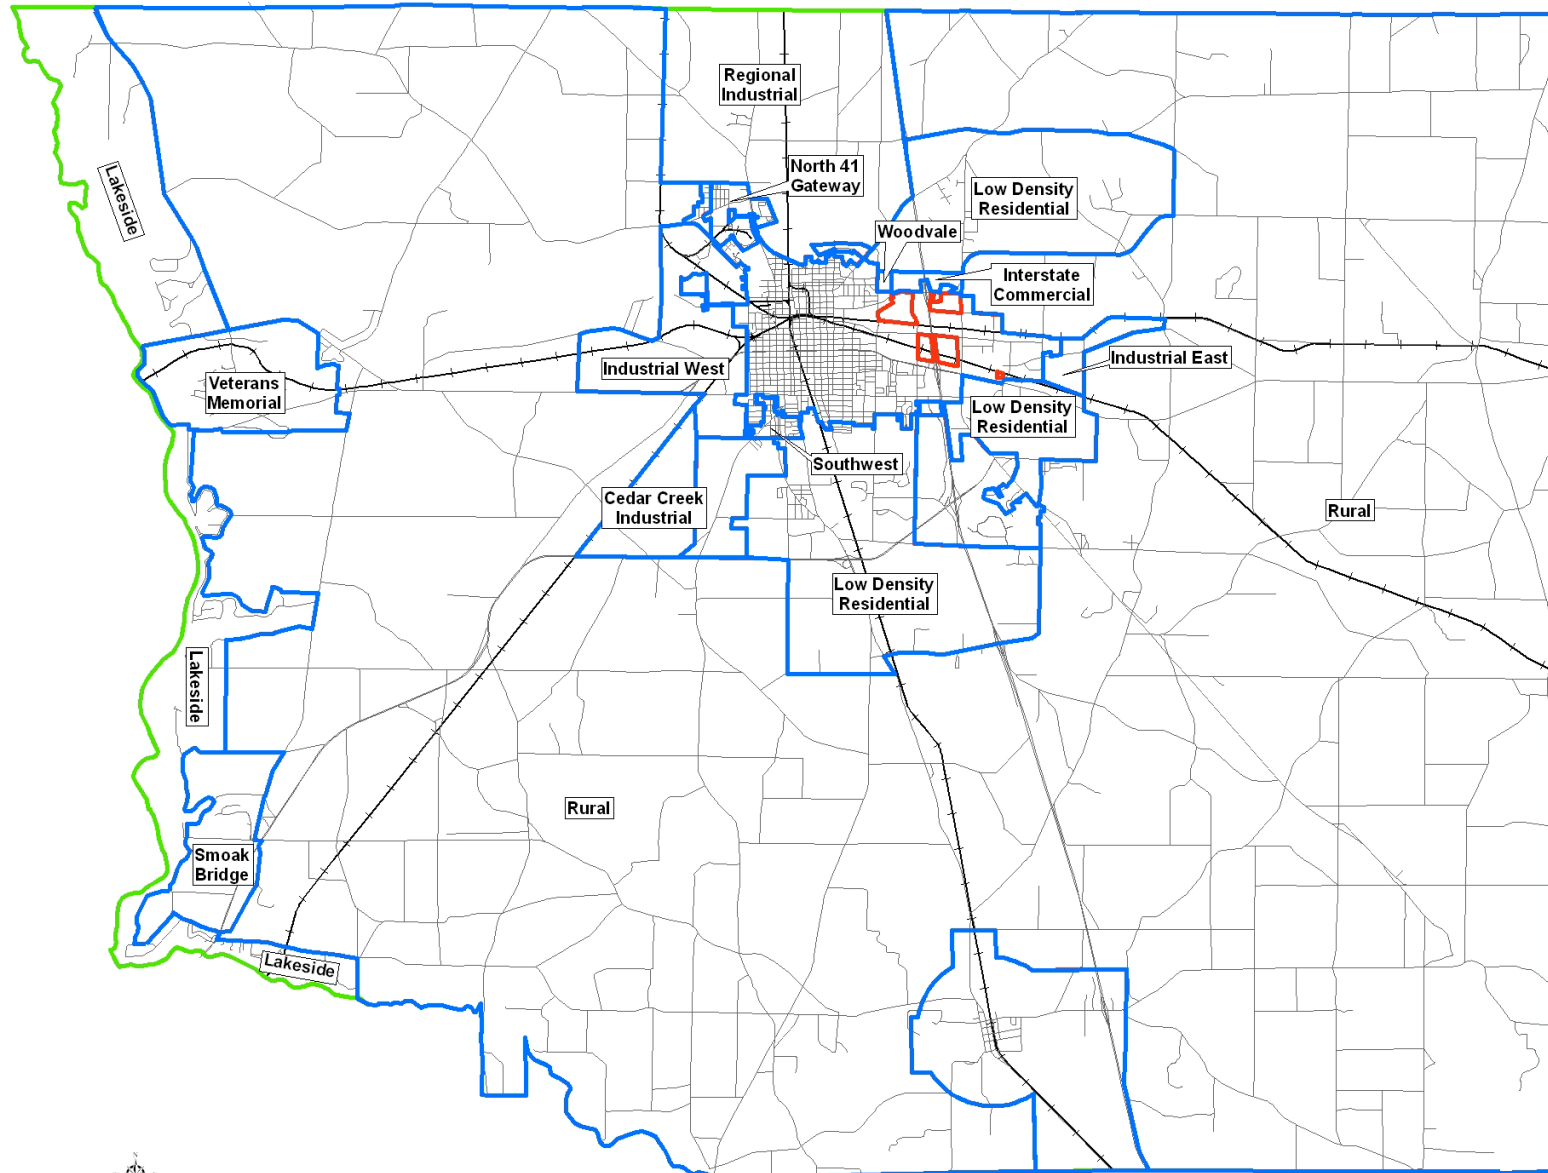 Regional
Industrial
North 41
Gateway
Lakeside
Low Density
Residential
Woodvale
Interstate
Commercial
Industrial East
Industrial West
Veterans
Memorial
Low Density
Residential
Southwest
Cedar Creek
Industrial
Rural
Low Density
Residential
Lakeside
Rural
Smoak
Bridge
Lakeside
N